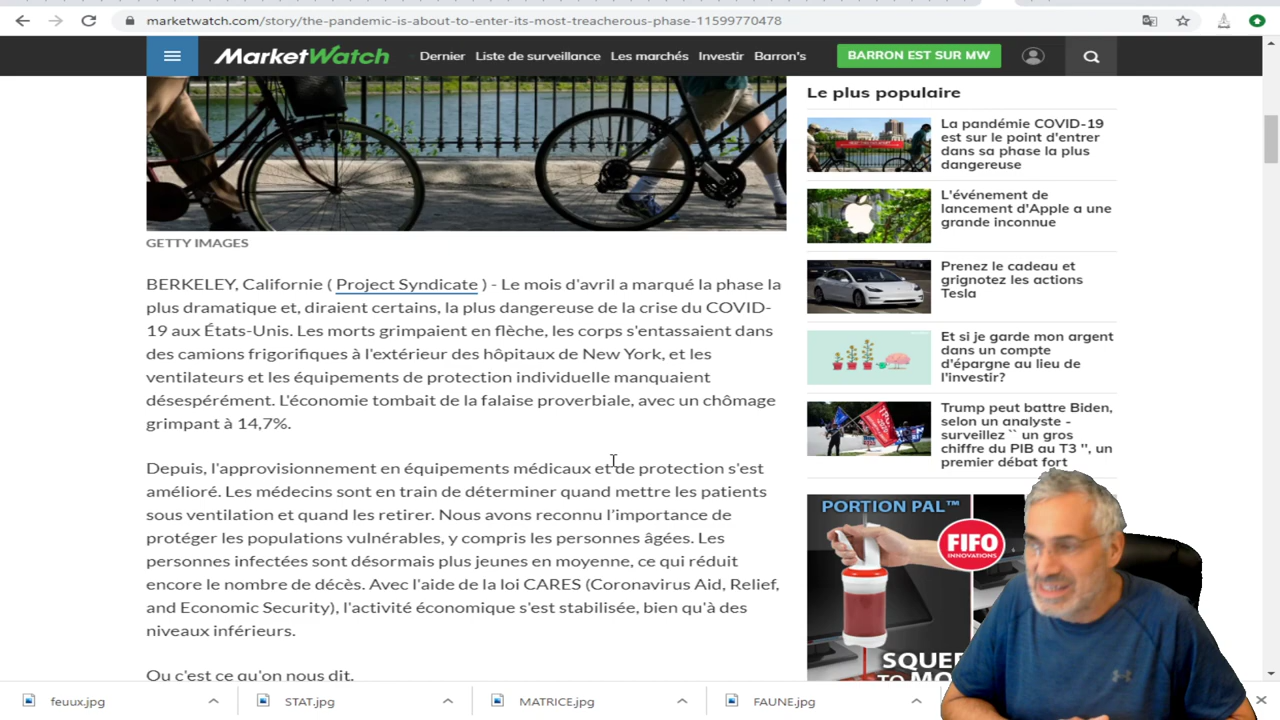 marketwatch.com/story/the-pandemic-is-about-to-enter-its-most-treacherous-phase-11599770478
MarketWatch
Dernier Liste de surveillance Les marchés Investir Barron's
BARRON EST SUR MW
GETTY IMAGES
BERKELEY, Californie ( Project Syndicate ) - Le mois d'avril a marqué la phase la
plus dramatique et, diraient certains, la plus dangereuse de la crise du COVID-
19 aux États-Unis. Les morts grimpaient en flèche, les corps s'entassaient dans
des camions frigorifiques à l'extérieur des hôpitaux de New York, et les
ventilateurs et les équipements de protection individuelle manquaient
désespérément. L'économie tombait de la falaise proverbiale, avec un chômage
grimpant à 14,7%.
Depuis, l'approvisionnement en équipements médicaux et de protection s'est
amélioré. Les médecins sont en train de déterminer quand mettre les patients
sous ventilation et quand les retirer. Nous avons reconnu l'importance de
protéger les populations vulnérables, y compris les personnes âgées. Les
personnes infectées sont désormais plus jeunes en moyenne, ce qui réduit
encore le nombre de décès. Avec l'aide de la loi CARES (Coronavirus Aid, Relief,
and Economic Security), l'activité économique s'est stabilisée, bien qu'à des
niveaux inférieurs.
Ou c'est ce qu'on nous dit.
Le plus populaire
La pandémie COVID-19
est sur le point d'entrer
dans sa phase la plus
dangereuse
L'événement de
lancement d'Apple a une
grande inconnue
Prenez le cadeau et
grignotez les actions
Tesla
Et si je garde mon argent
dans un compte
d'épargne au lieu de
l'investir?
Trump peut battre Biden,
selon un analyste -
surveillez `` un gros
chiffre du PIB au T3 '', un
premier débat fort
PORTION PAL™
FIFO
INNOVATIONS
feuux.jpg
STAT.jpg
MATRICE.jpg
FAUNE.jpg